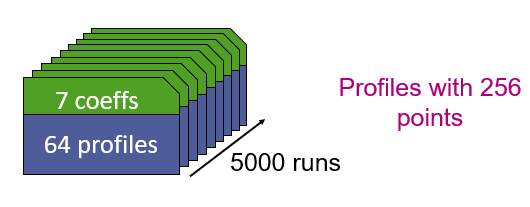 7 coeffs
64 profiles
5000 runs
Profiles with 256
points